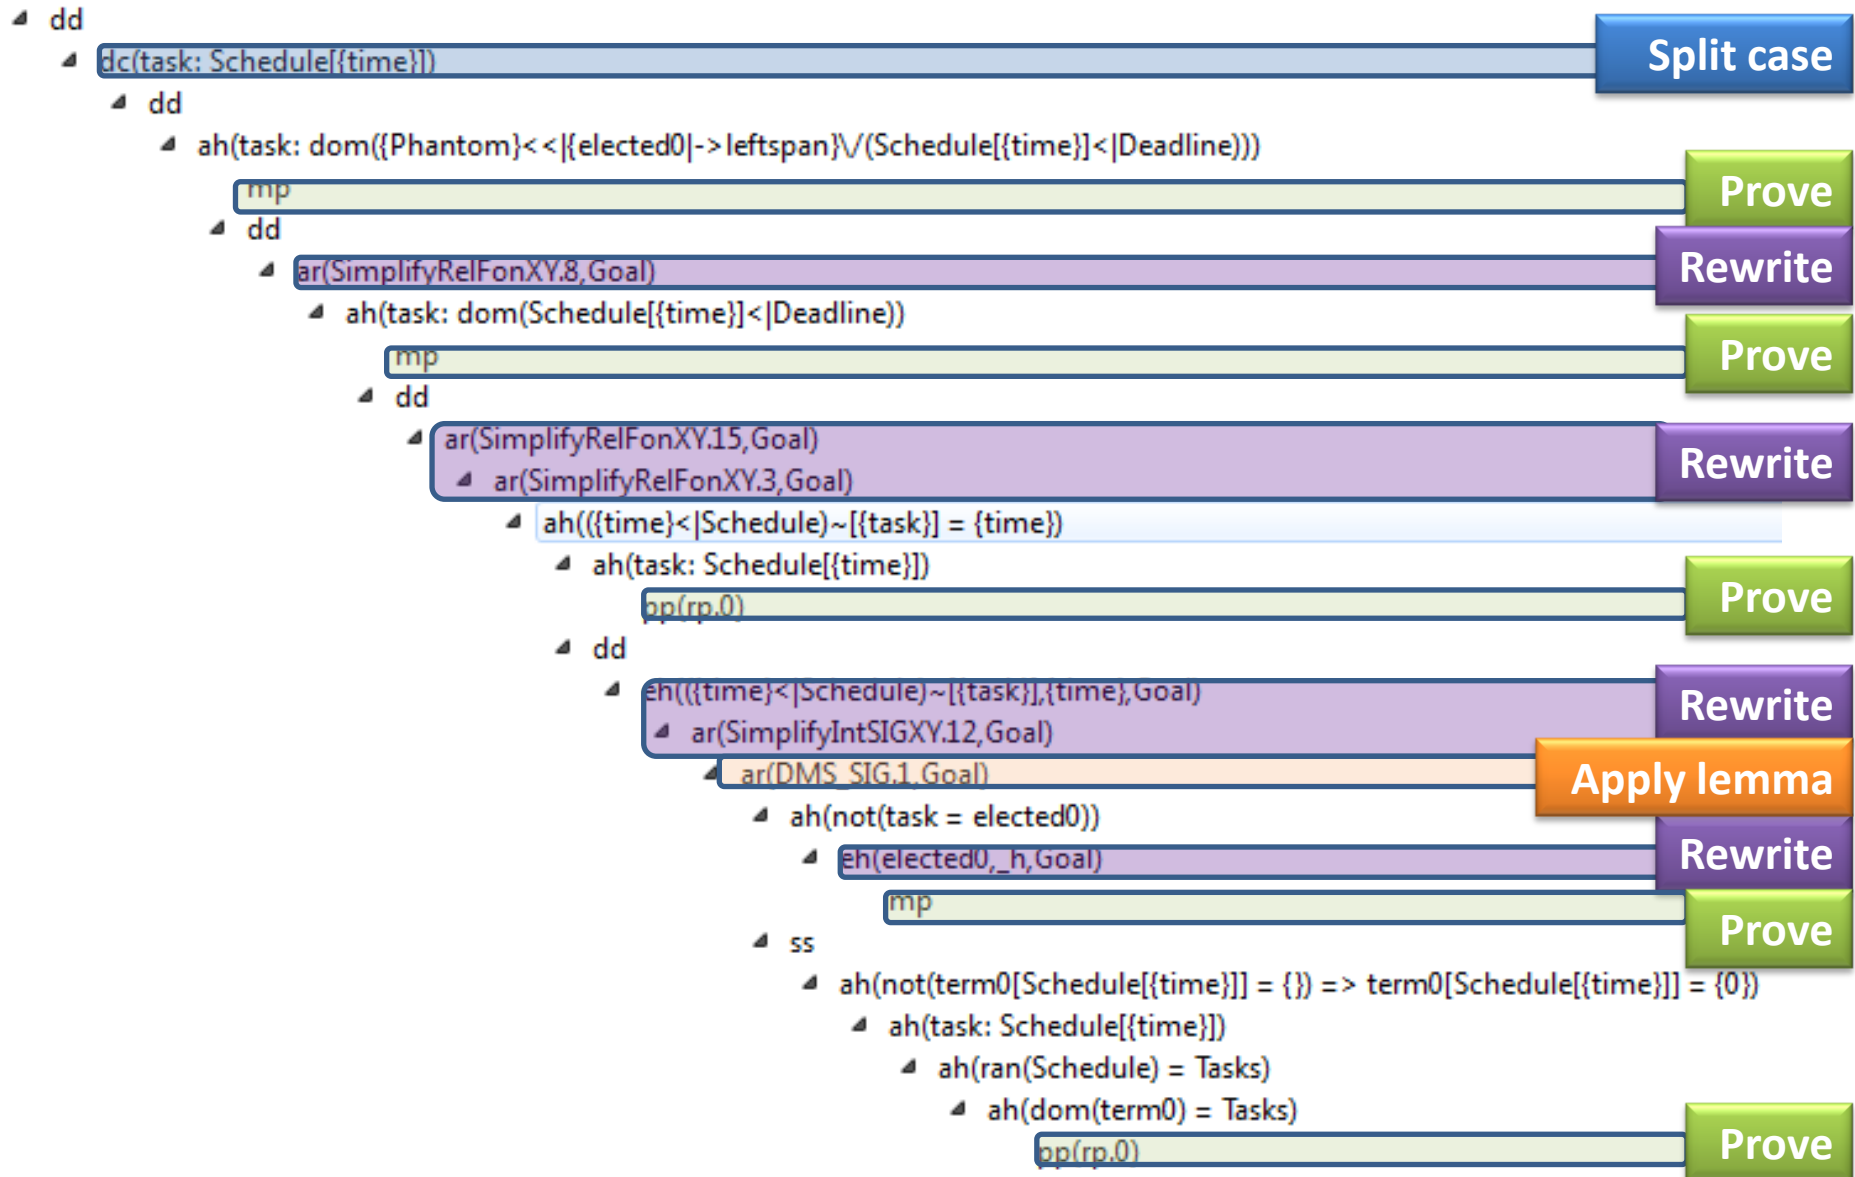 dd
dc(task: Schedule[{time}]) Split case
dd
ah(task: dom({Phantom}<<|{elected0|->leftspan}\/(Schedule[{time}]<|Deadline)))
mp Prove
dd
ar(SimplifyRelFonXY.8,Goal) Rewrite
ah(task: dom(Schedule[{time}]<|Deadline))
mp Prove
dd
ar(SimplifyRelFonXY.15,Goal) Rewrite
ar(SimplifyRelFonXY.3,Goal)
ah(({time}<|Schedule)~[{task}] = {time})
ah(task: Schedule[{time}])
pp(rp.0) Prove
dd
eh(({time}<|Schedule)~[{task}],{time},Goal) Rewrite
ar(SimplifyIntSIGXY.12,Goal)
ar(DMS_SIG.1,Goal) Apply lemma
ah(not(task = elected0))
eh(elected0,_h,Goal) Rewrite
mp Prove
ss
ah(not(term0[Schedule[{time}]] = {}) => term0[Schedule[{time}]] = {0})
ah(task: Schedule[{time}])
ah(ran(Schedule) = Tasks)
ah(dom(term0) = Tasks)
pp(rp.0) Prove